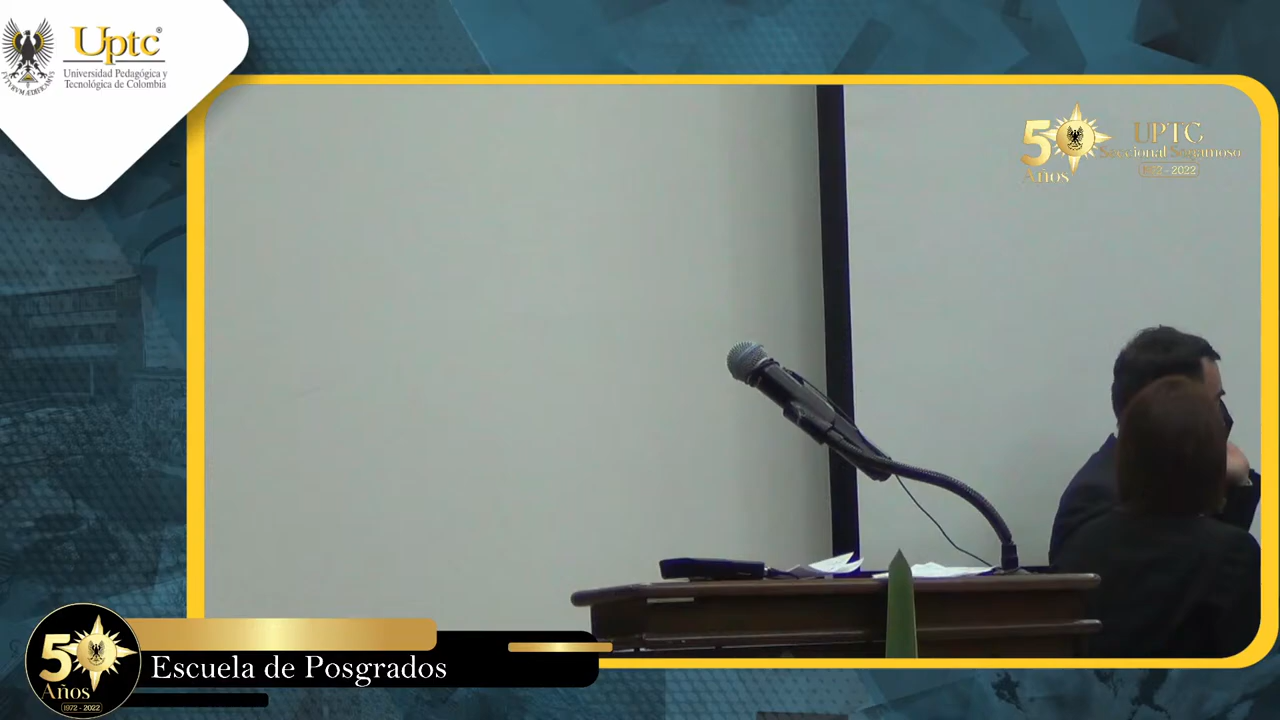 Uptc®
Universidad Pedagógica y
Tecnológica de Colombia
50
Años
UPTC
Seccional Sogamoso
1972 - 2022
50
Años
1972 - 2022
Escuela de Posgrados